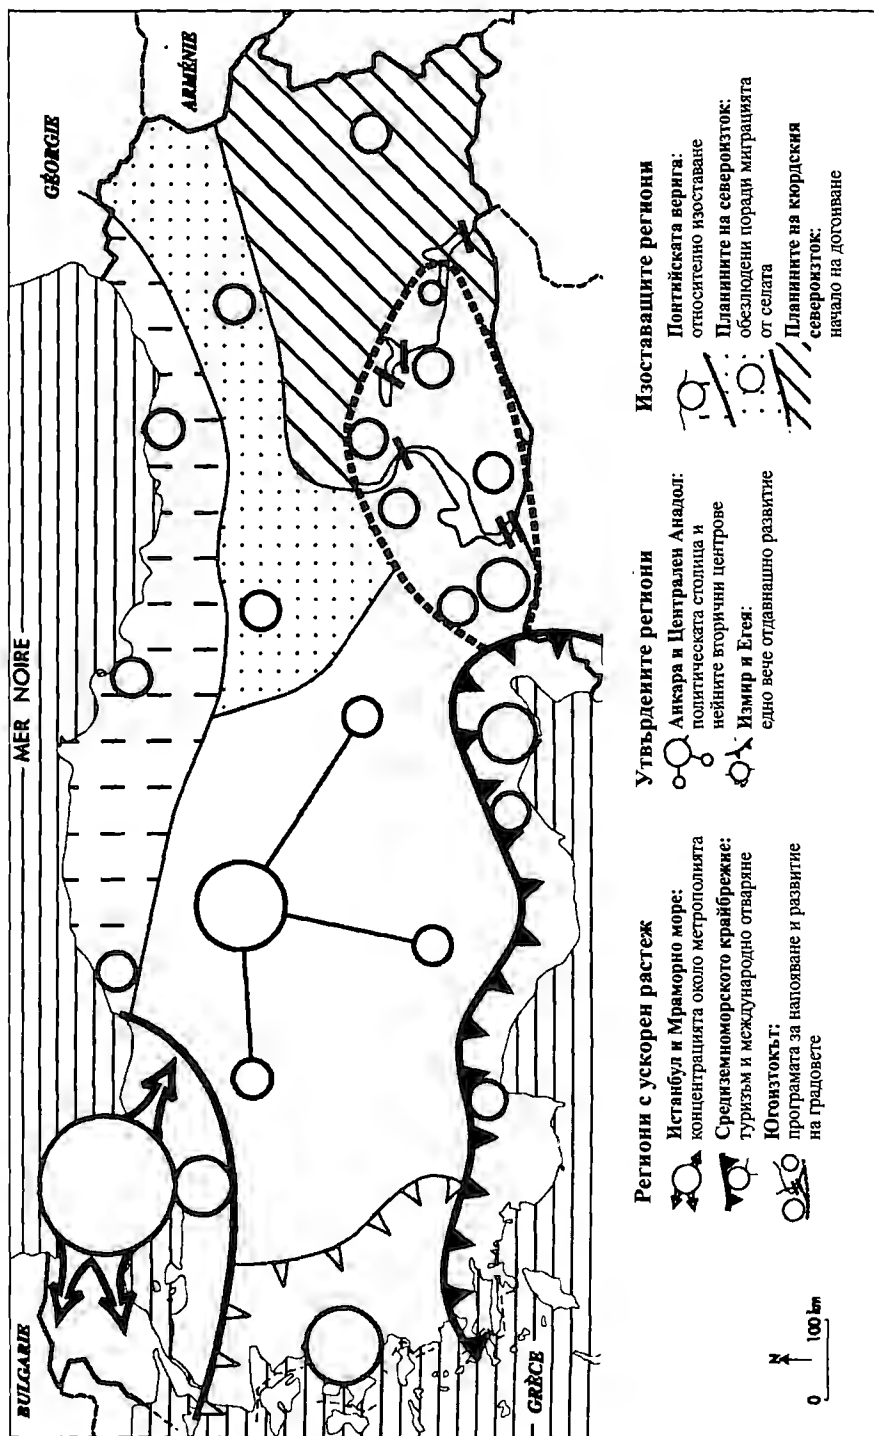 MER NOIRE
BULGARIE
GÉORGIE
ARMÉNIE
GRÈCE
N
0 100 km
Региони с ускорен растеж
Истанбул и Мраморно море:
концентрацията около метрополията
Средиземноморското крайбрежие:
туризъм и международно отваряне
Югоизтокът:
програмата за напояване и развитие
на градовете
Утвърдените региони
Анкара и Централен Анадол:
политическата столица и
нейните вторични центрове
Измир и Егея:
едно вече отдавнашно развитие
Изоставащите региони
Понтийската верига:
относително изоставане
Планините на североизток:
обезлюдени поради миграцията
от селата
Планините на кюрдския
североизток:
начало на догонване